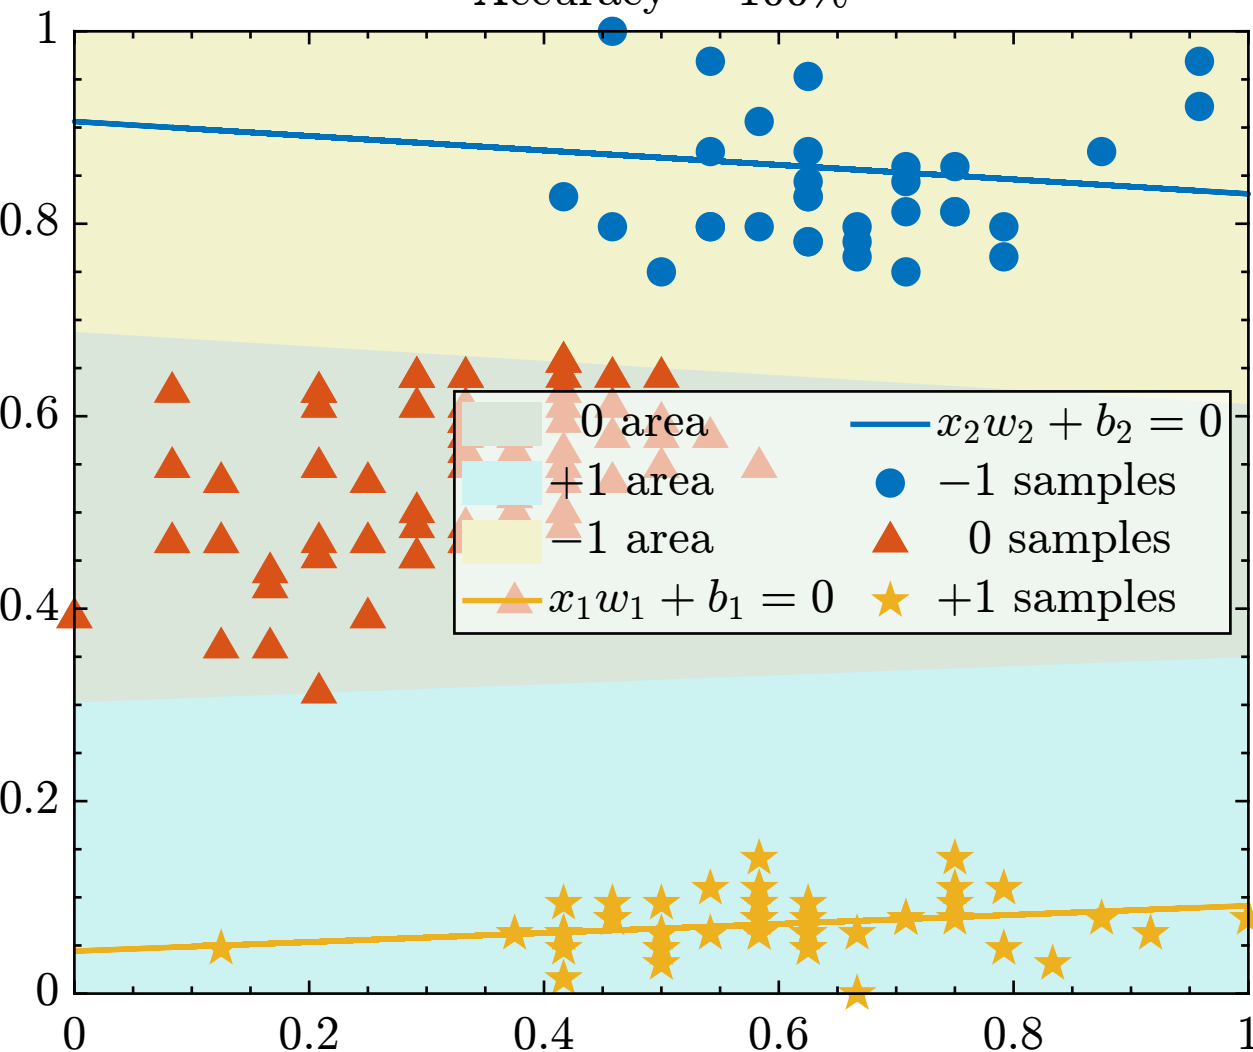 Accuracy = 100%
1
0.8
0.6
0.4
0.2
0
0 0.2 0.4 0.6 0.8 1
0 area
+1 area
−1 area
x₁w₁ + b₁ = 0
x₂w₂ + b₂ = 0
−1 samples
0 samples
+1 samples